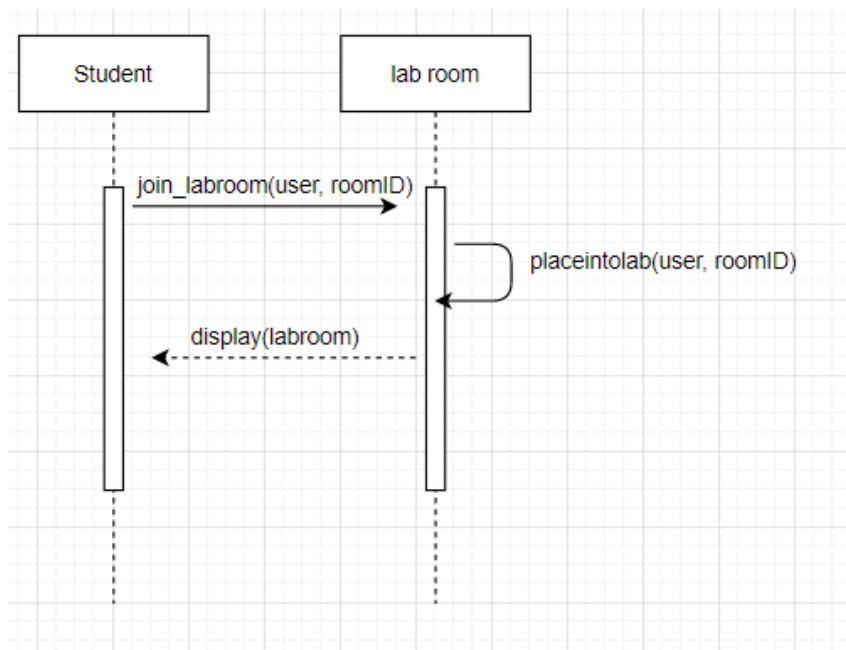 Student
lab room
join_labroom(user, roomID)
placeintolab(user, roomID)
display(labroom)